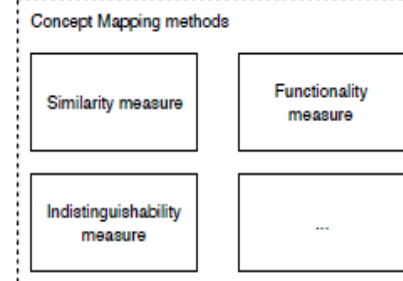 Concept Mapping methods
Similarity measure
Functionality
measure
Indistinguishability
measure
...